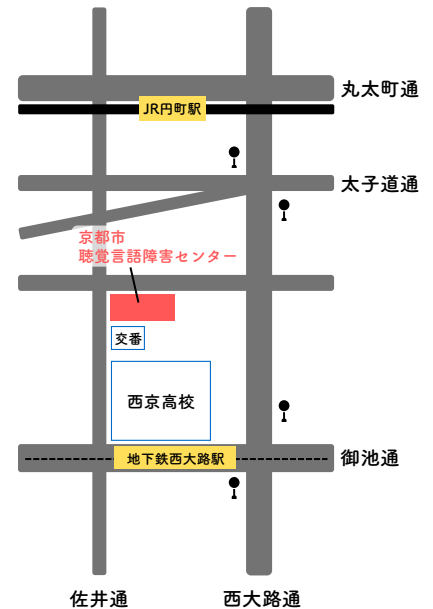 丸太町通
JR円町駅
太子道通
京都市
聴覚言語障害センター
交番
西京高校
地下鉄西大路駅
御池通
佐井通
西大路通